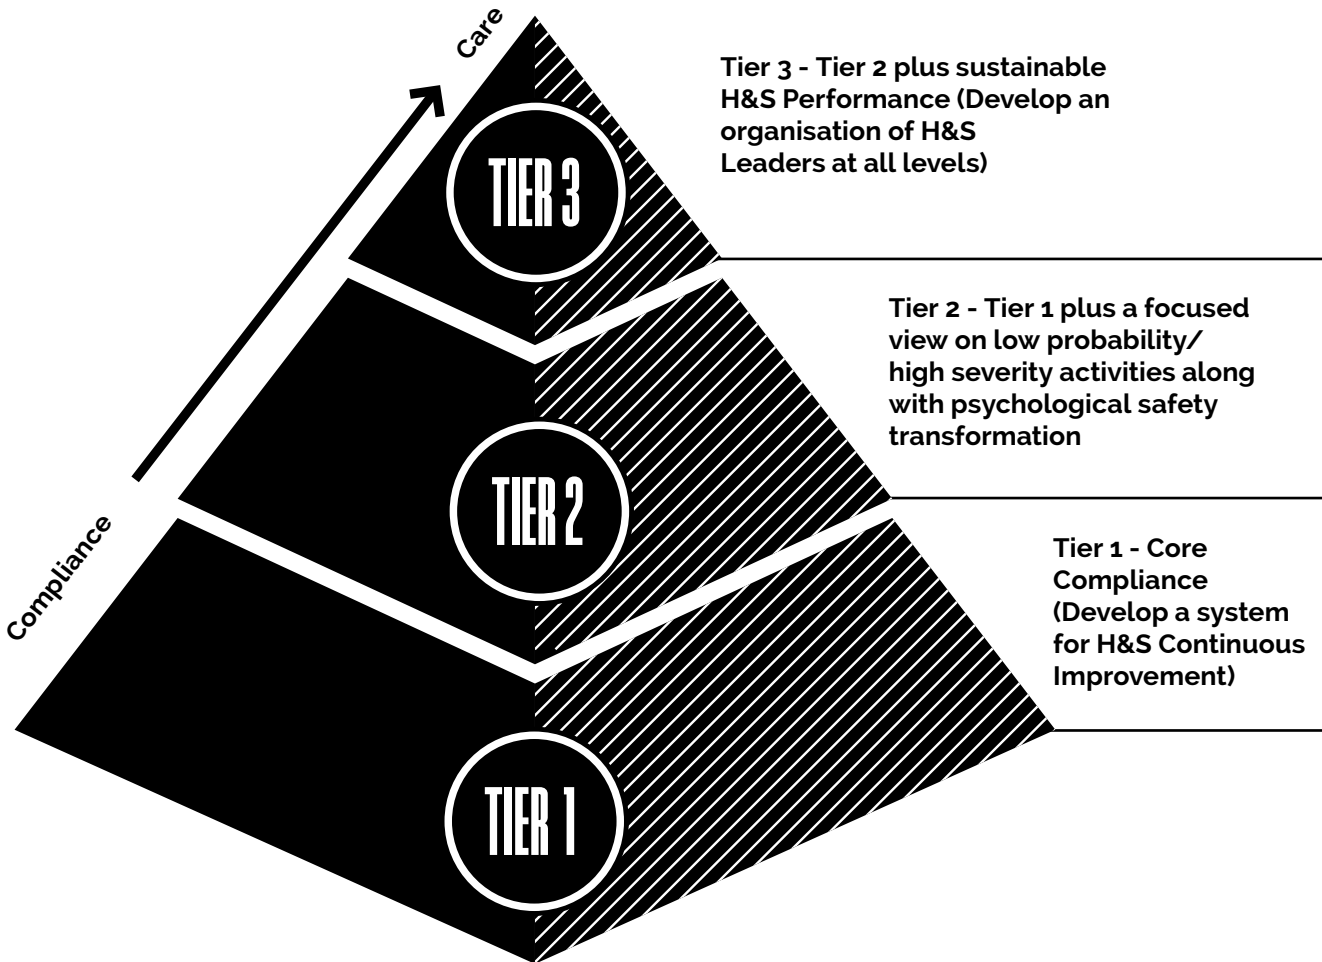 Care
Tier 3 - Tier 2 plus sustainable
H&S Performance (Develop an
organisation of H&S
Leaders at all levels)
TIER 3
Tier 2 - Tier 1 plus a focused
view on low probability/
high severity activities along
with psychological safety
transformation
TIER 2
Compliance
Tier 1 - Core
Compliance
(Develop a system
for H&S Continuous
Improvement)
TIER 1